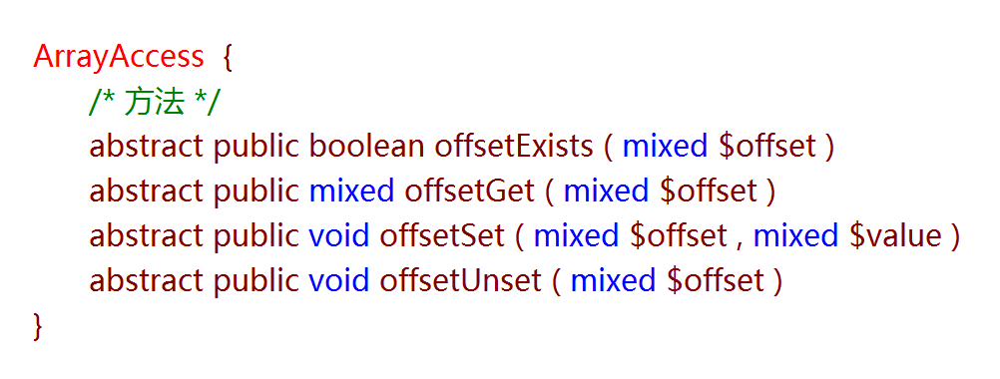 ArrayAccess {
/* 方法 */
abstract public boolean offsetExists ( mixed $offset )
abstract public mixed offsetGet ( mixed $offset )
abstract public void offsetSet ( mixed $offset , mixed $value )
abstract public void offsetUnset ( mixed $offset )
}